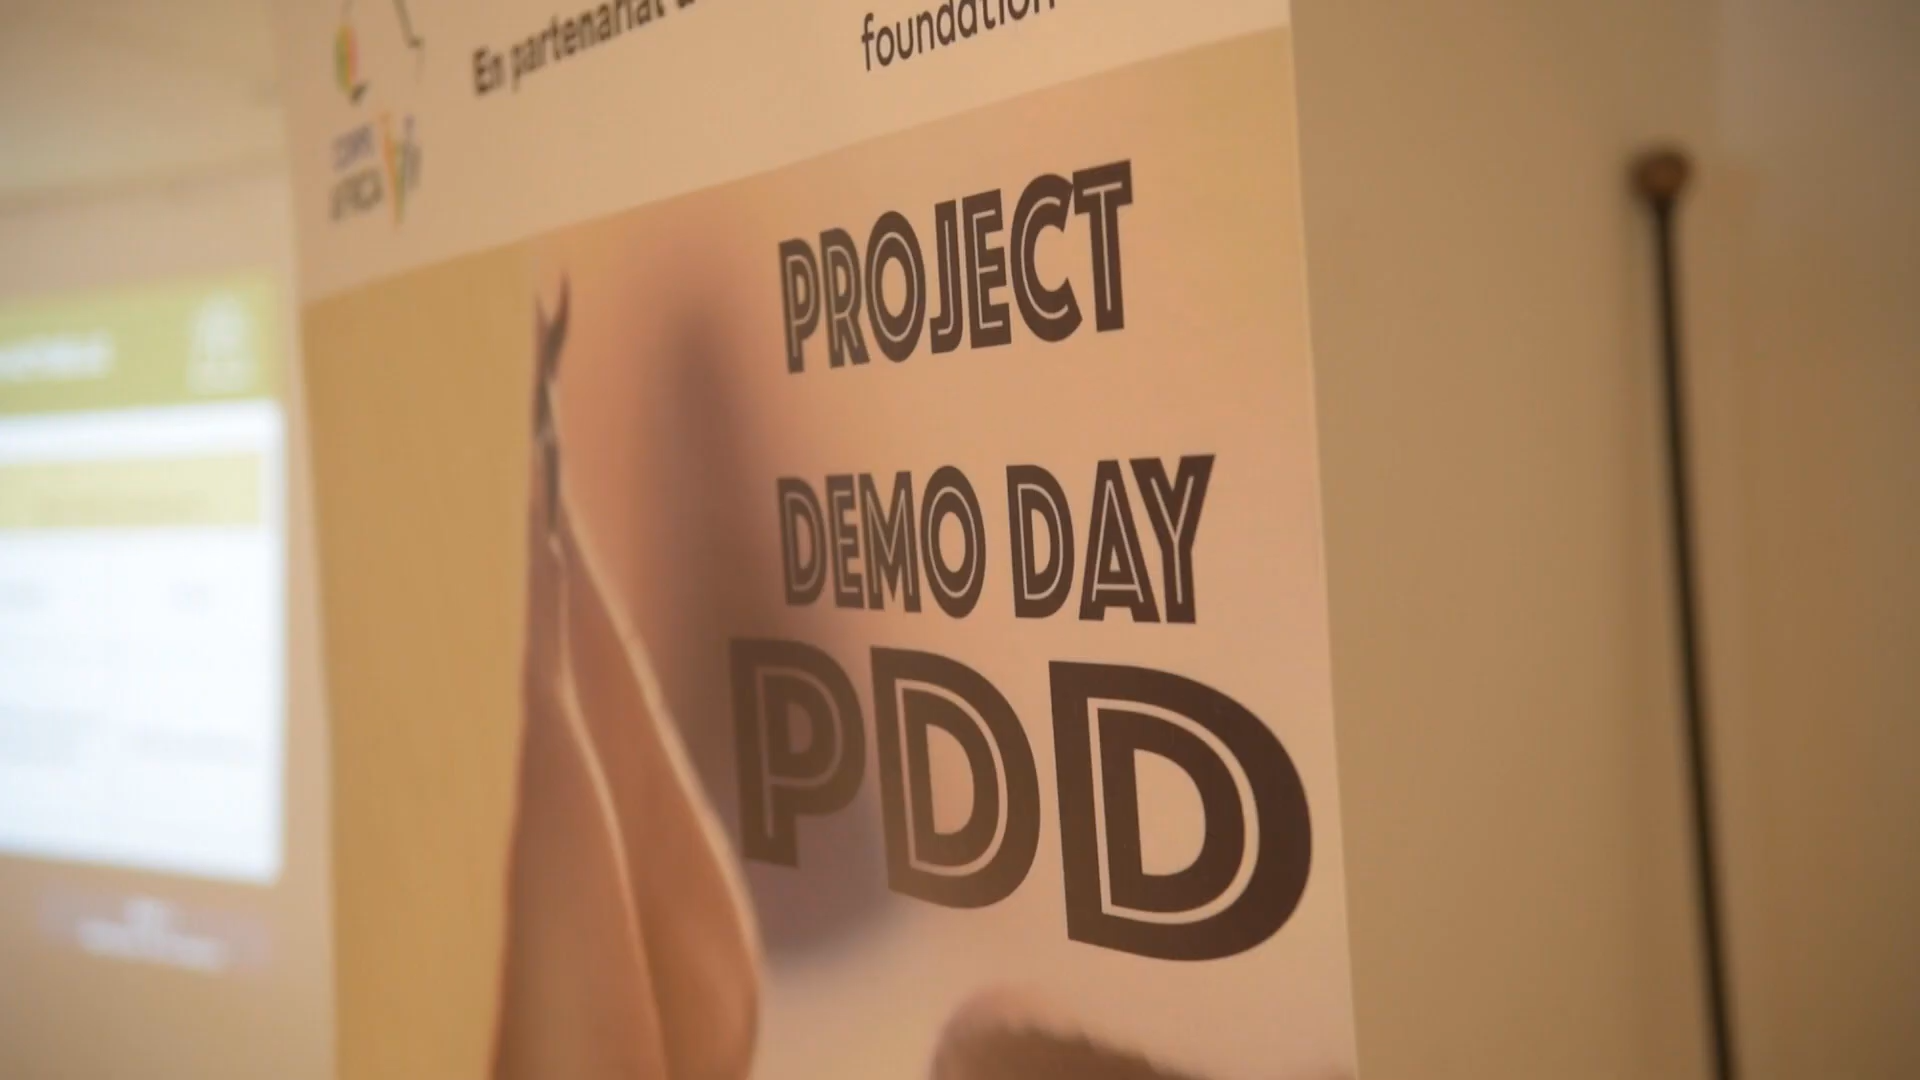 En partenariat
foundation
PROJECT
DEMO DAY
PDD